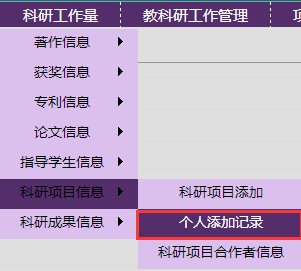 科研工作量
教科研工作管理
著作信息
获奖信息
专利信息
论文信息
指导学生信息
科研项目信息
科研项目添加
科研成果信息
个人添加记录
科研项目合作者信息